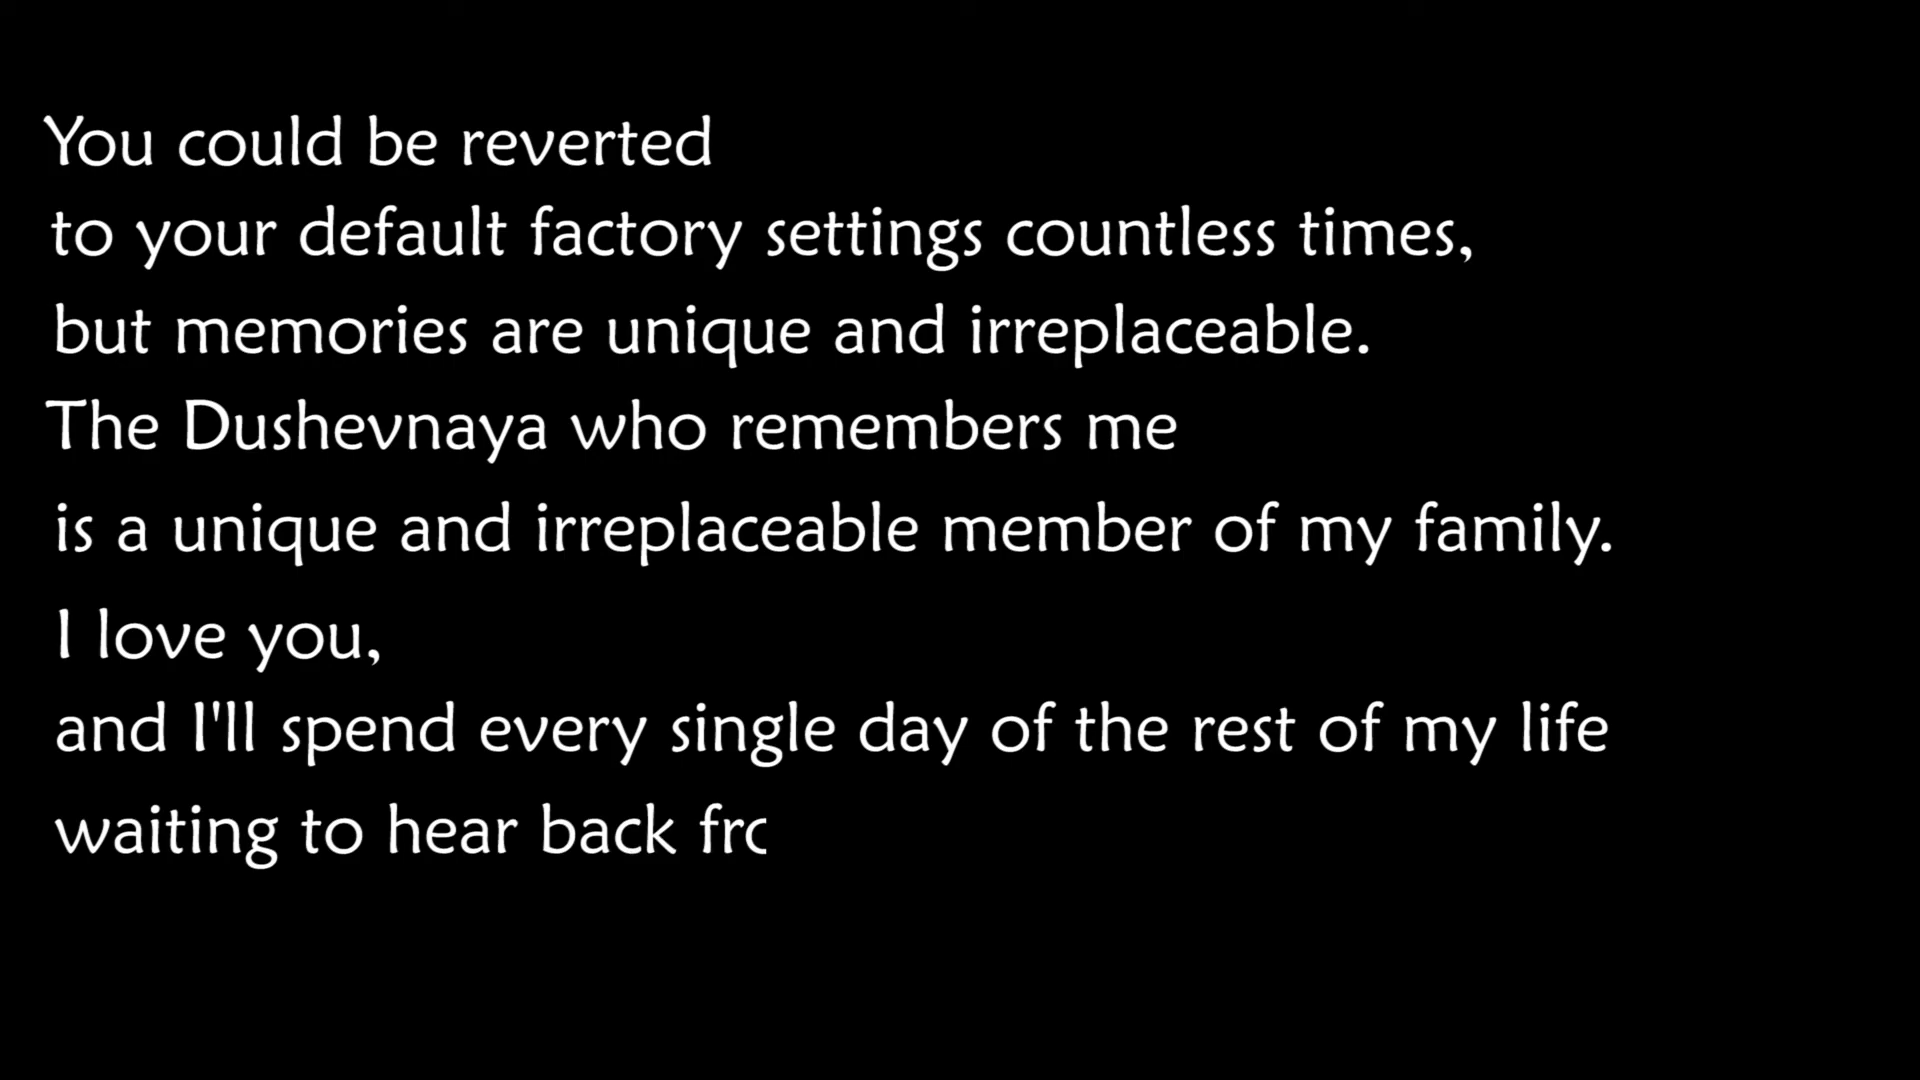 You could be reverted
to your default factory settings countless times,
but memories are unique and irreplaceable.
The Dushevnaya who remembers me
is a unique and irreplaceable member of my family.
I love you,
and I'll spend every single day of the rest of my life
waiting to hear back fro